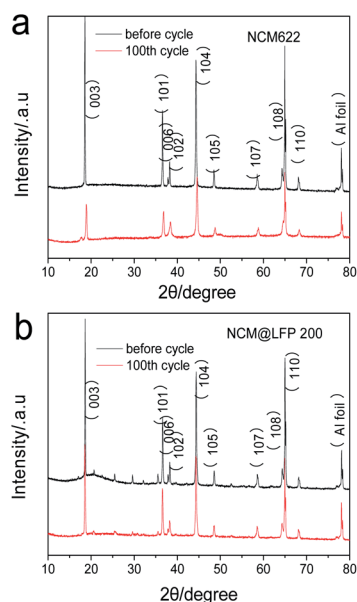 a
before cycle
100th cycle
NCM622
( 003)
( 101)
( 006)
( 102)
( 104)
( 105)
( 107)
( 108)
( 110)
( Al foil )
Intensity/.a.u
10 20 30 40 50 60 70 80
2θ/degree
b
before cycle
100th cycle
NCM@LFP 200
( 003)
( 101)
( 006)
( 102)
( 104)
( 105)
( 107)
( 108)
( 110)
( Al foil )
Intensity/.a.u
10 20 30 40 50 60 70 80
2θ/degree